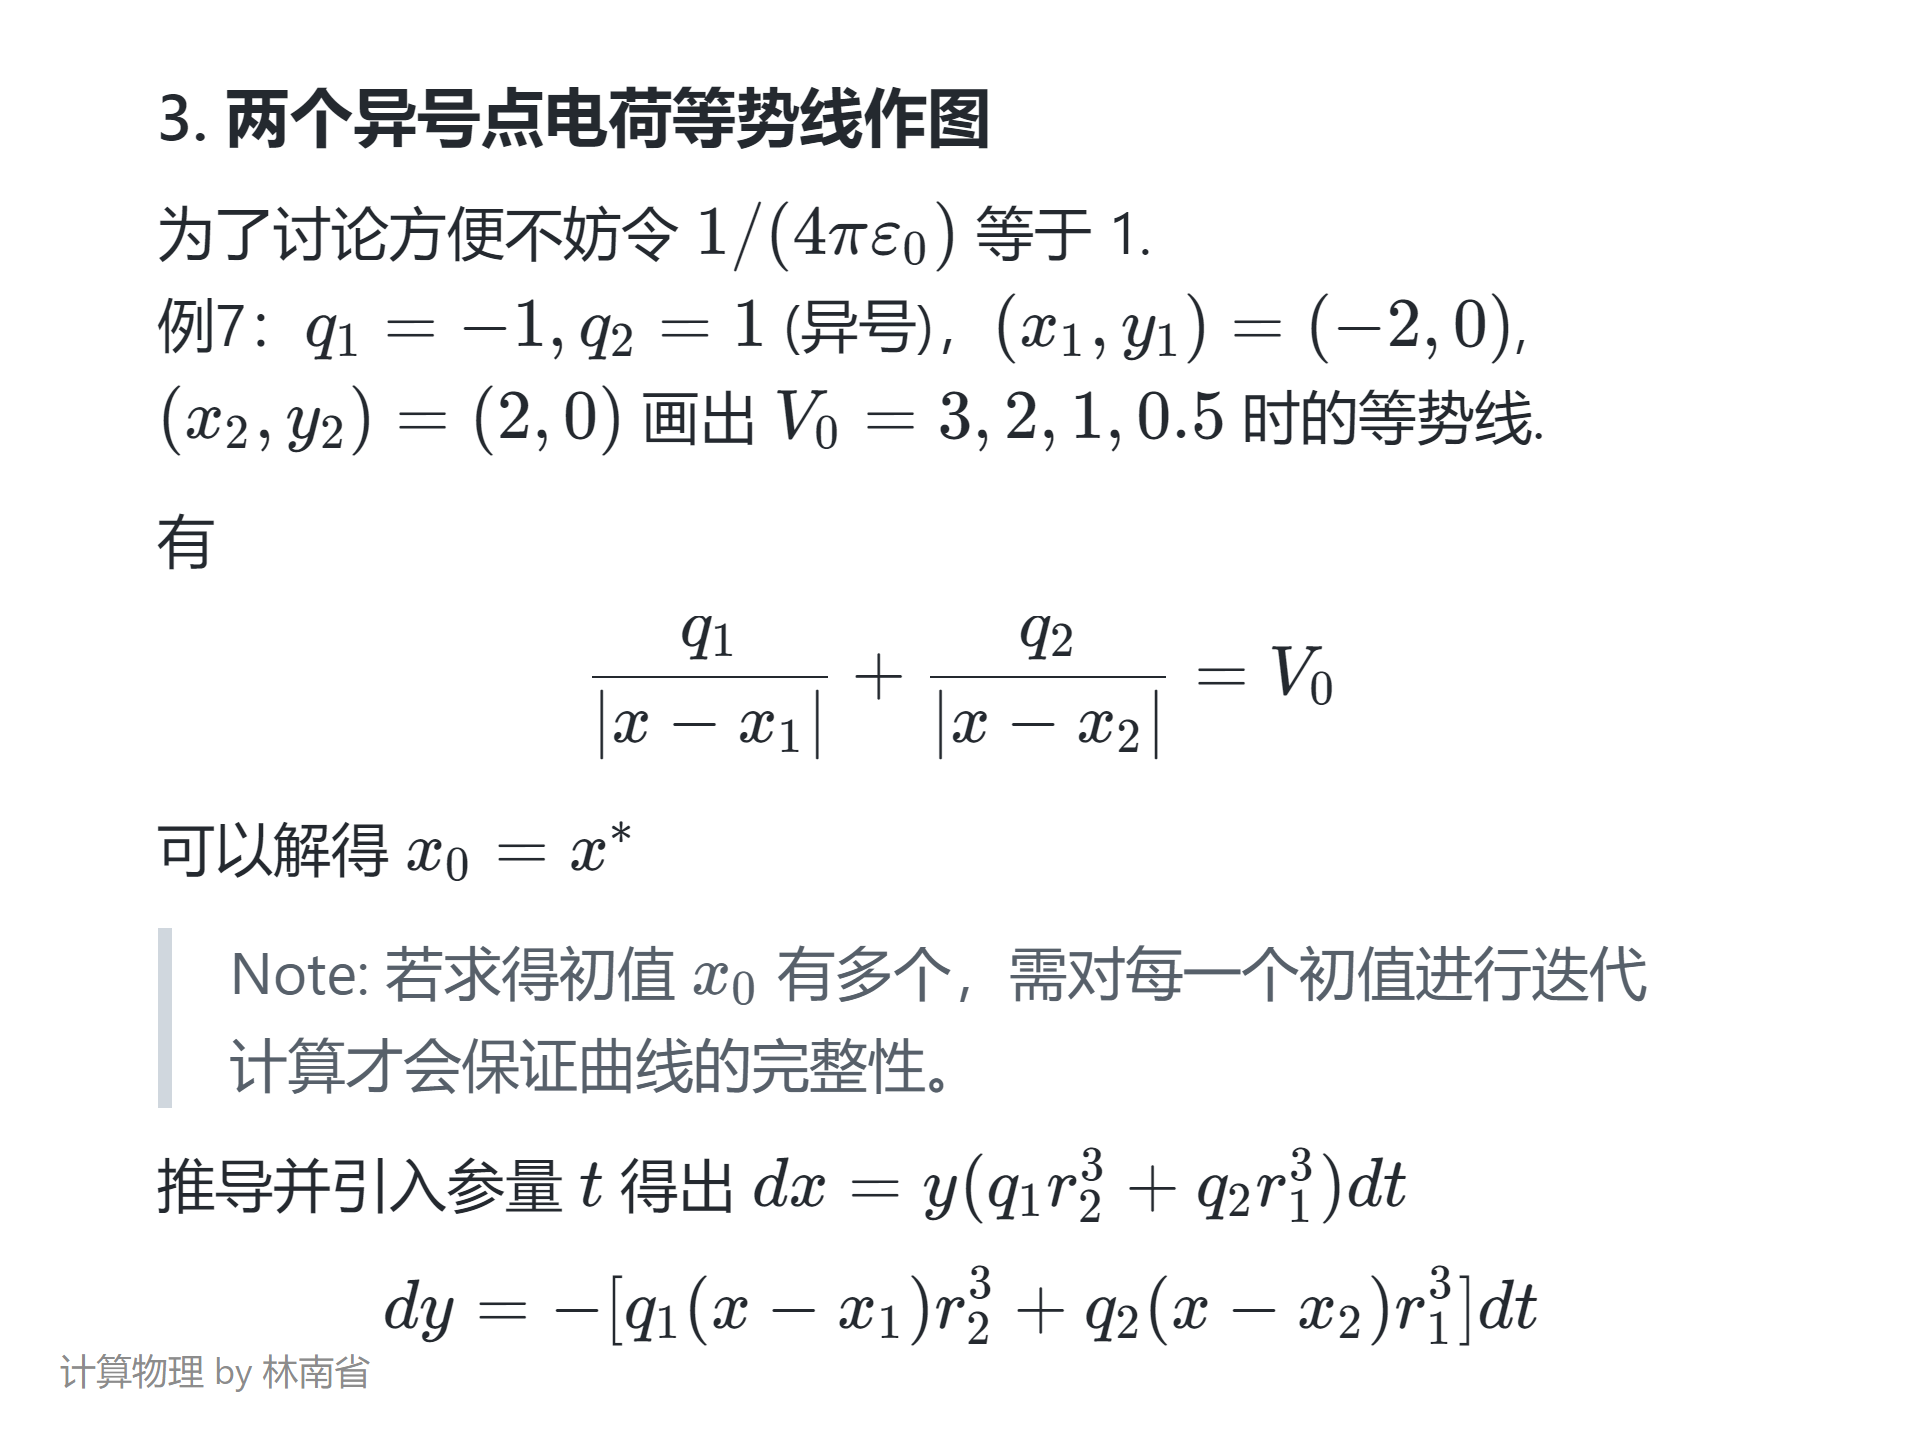 3. 两个异号点电荷等势线作图
为了讨论方便不妨令 1/(4πε₀) 等于 1.
例7：q₁ = −1, q₂ = 1 (异号)，(x₁, y₁) = (−2, 0),
(x₂, y₂) = (2, 0) 画出 V₀ = 3, 2, 1, 0.5 时的等势线.
有
q₁/|x − x₁| + q₂/|x − x₂| = V₀
可以解得 x₀ = x*
Note: 若求得初值 x₀ 有多个，需对每一个初值进行迭代
计算才会保证曲线的完整性。
推导并引入参量 t 得出 dx = y(q₁r₂³ + q₂r₁³)dt
dy = −[q₁(x − x₁)r₂³ + q₂(x − x₂)r₁³]dt
计算物理 by 林南省